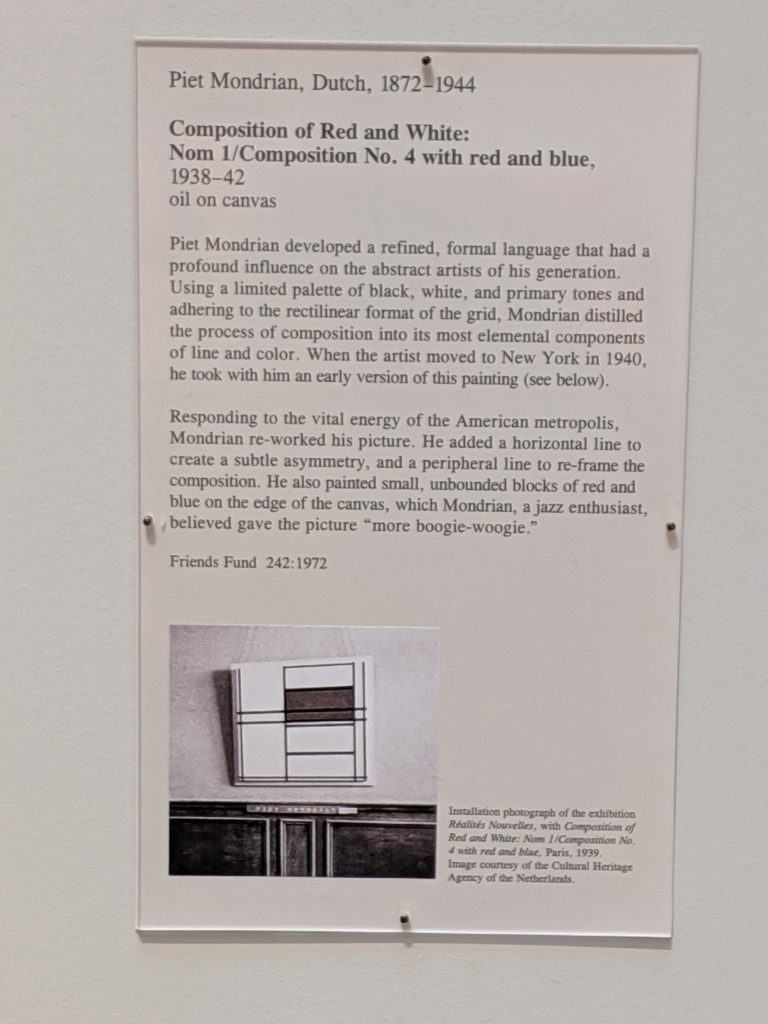 Piet Mondrian, Dutch, 1872–1944
Composition of Red and White:
Nom 1/Composition No. 4 with red and blue,
1938–42
oil on canvas
Piet Mondrian developed a refined, formal language that had a
profound influence on the abstract artists of his generation.
Using a limited palette of black, white, and primary tones and
adhering to the rectilinear format of the grid, Mondrian distilled
the process of composition into its most elemental components
of line and color. When the artist moved to New York in 1940,
he took with him an early version of this painting (see below).
Responding to the vital energy of the American metropolis,
Mondrian re-worked his picture. He added a horizontal line to
create a subtle asymmetry, and a peripheral line to re-frame the
composition. He also painted small, unbounded blocks of red and
blue on the edge of the canvas, which Mondrian, a jazz enthusiast,
believed gave the picture “more boogie-woogie.”
Friends Fund 242:1972
Installation photograph of the exhibition
Réalités Nouvelles, with Composition of
Red and White: Nom 1/Composition No.
4 with red and blue, Paris, 1939.
Image courtesy of the Cultural Heritage
Agency of the Netherlands.